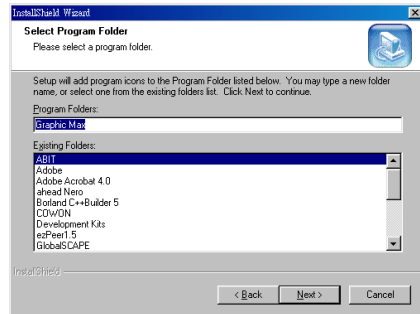 InstallShield Wizard
Select Program Folder
Please select a program folder.
Setup will add program icons to the Program Folder listed below. You may type a new folder
name, or select one from the existing folders list. Click Next to continue.
Program Folders:
Graphic Max
Existing Folders:
ABIT
Adobe
Adobe Acrobat 4.0
ahead Nero
Borland C++Builder 5
COWON
Development Kits
ezPeer1.5
GlobalSCAPE
InstallShield
< Back
Next >
Cancel